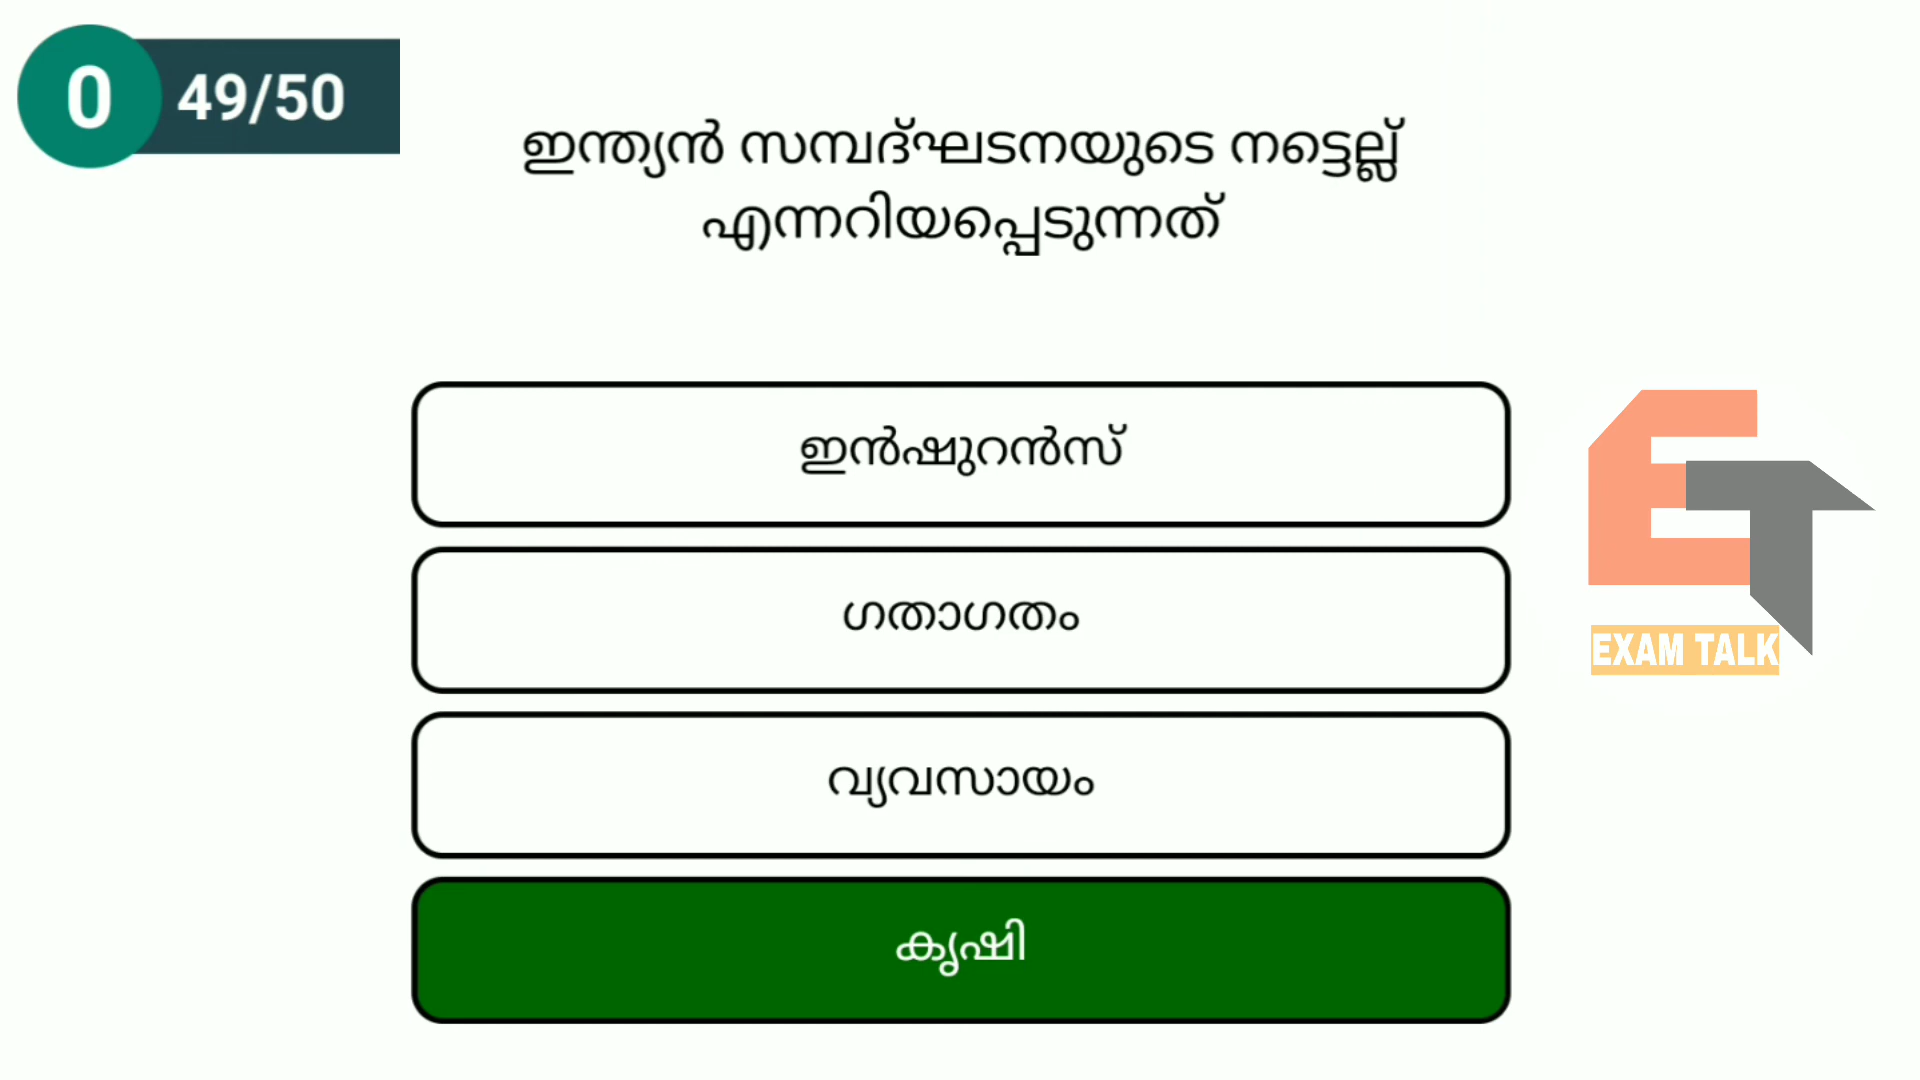 0
49/50
ഇന്ത്യൻ സമ്പദ്ഘടനയുടെ നട്ടെല്ല്
എന്നറിയപ്പെടുന്നത്
ഇൻഷുറൻസ്
ഗതാഗതം
വ്യവസായം
കൃഷി
ET
EXAM TALK